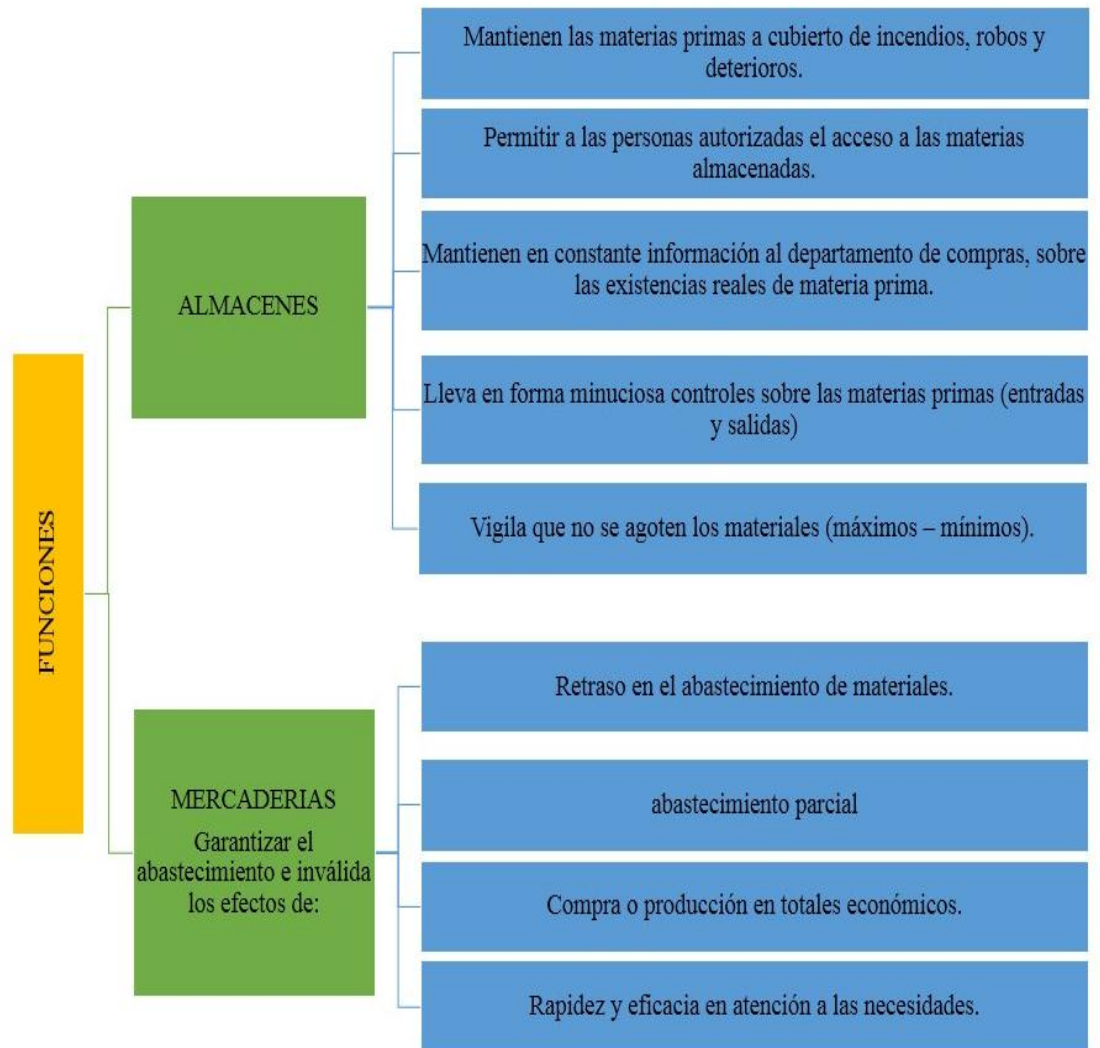 FUNCIONES
ALMACENES
Mantienen las materias primas a cubierto de incendios, robos y
deterioros.
Permitir a las personas autorizadas el acceso a las materias
almacenadas.
Mantienen en constante información al departamento de compras, sobre
las existencias reales de materia prima.
Lleva en forma minuciosa controles sobre las materias primas (entradas
y salidas)
Vigila que no se agoten los materiales (máximos – mínimos).
MERCADERIAS
Garantizar el
abastecimiento e inválida
los efectos de:
Retraso en el abastecimiento de materiales.
abastecimiento parcial
Compra o producción en totales económicos.
Rapidez y eficacia en atención a las necesidades.